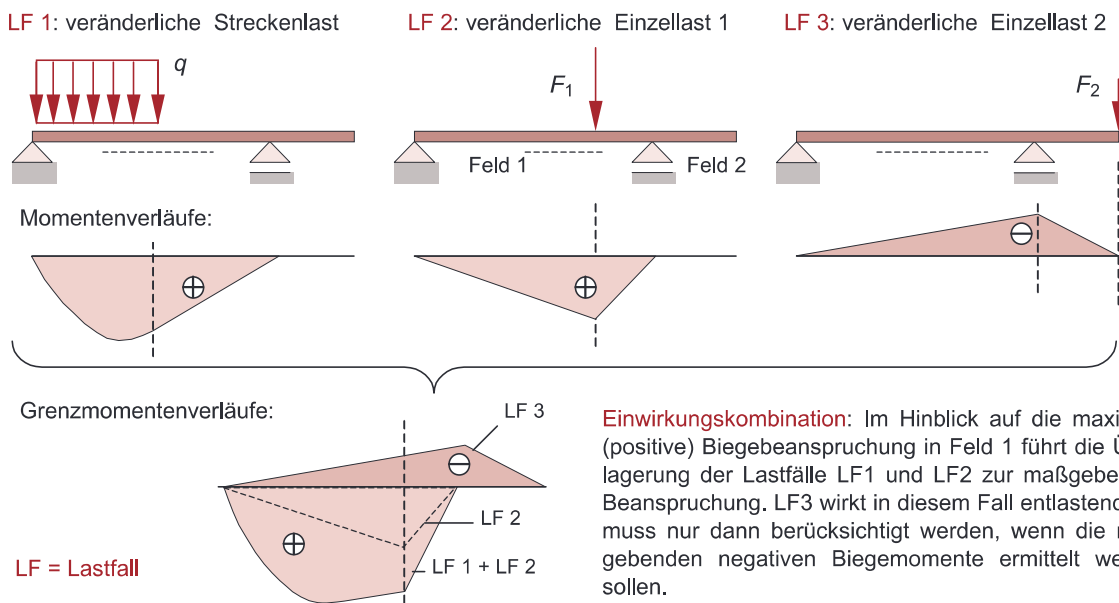 LF 1: veränderliche Streckenlast
LF 2: veränderliche Einzellast 1
LF 3: veränderliche Einzellast 2
q
F1
F2
Feld 1
Feld 2
Momentenverläufe:
Grenzmomentenverläufe:
LF 3
LF 2
LF 1 + LF 2
LF = Lastfall
Einwirkungskombination: Im Hinblick auf die maxi
(positive) Biegebeanspruchung in Feld 1 führt die Ü
lagerung der Lastfälle LF1 und LF2 zur maßgebe
Beanspruchung. LF3 wirkt in diesem Fall entlastend
muss nur dann berücksichtigt werden, wenn die
gebenden negativen Biegemomente ermittelt we
sollen.